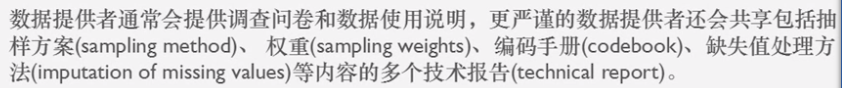 数据提供者通常会提供调查问卷和数据使用说明，更严谨的数据提供者还会共享包括抽
样方案(sampling method)、 权重(sampling weights)、编码手册(codebook)、缺失值处理方
法(imputation of missing values)等内容的多个技术报告(technical report)。